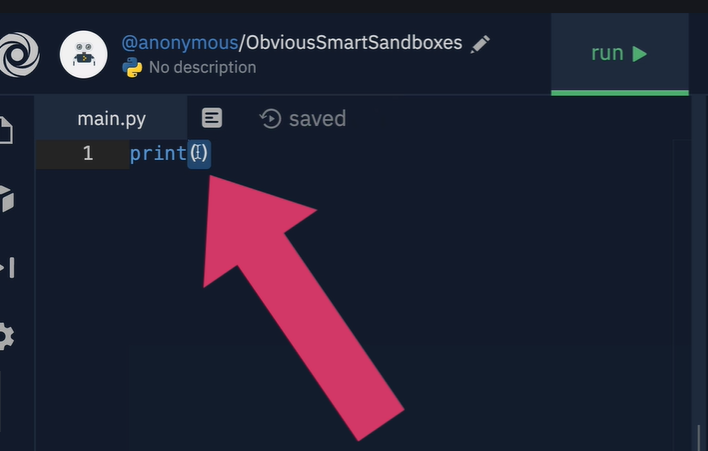 @anonymous/ObviousSmartSandboxes
No description
run
main.py
saved
1 print()